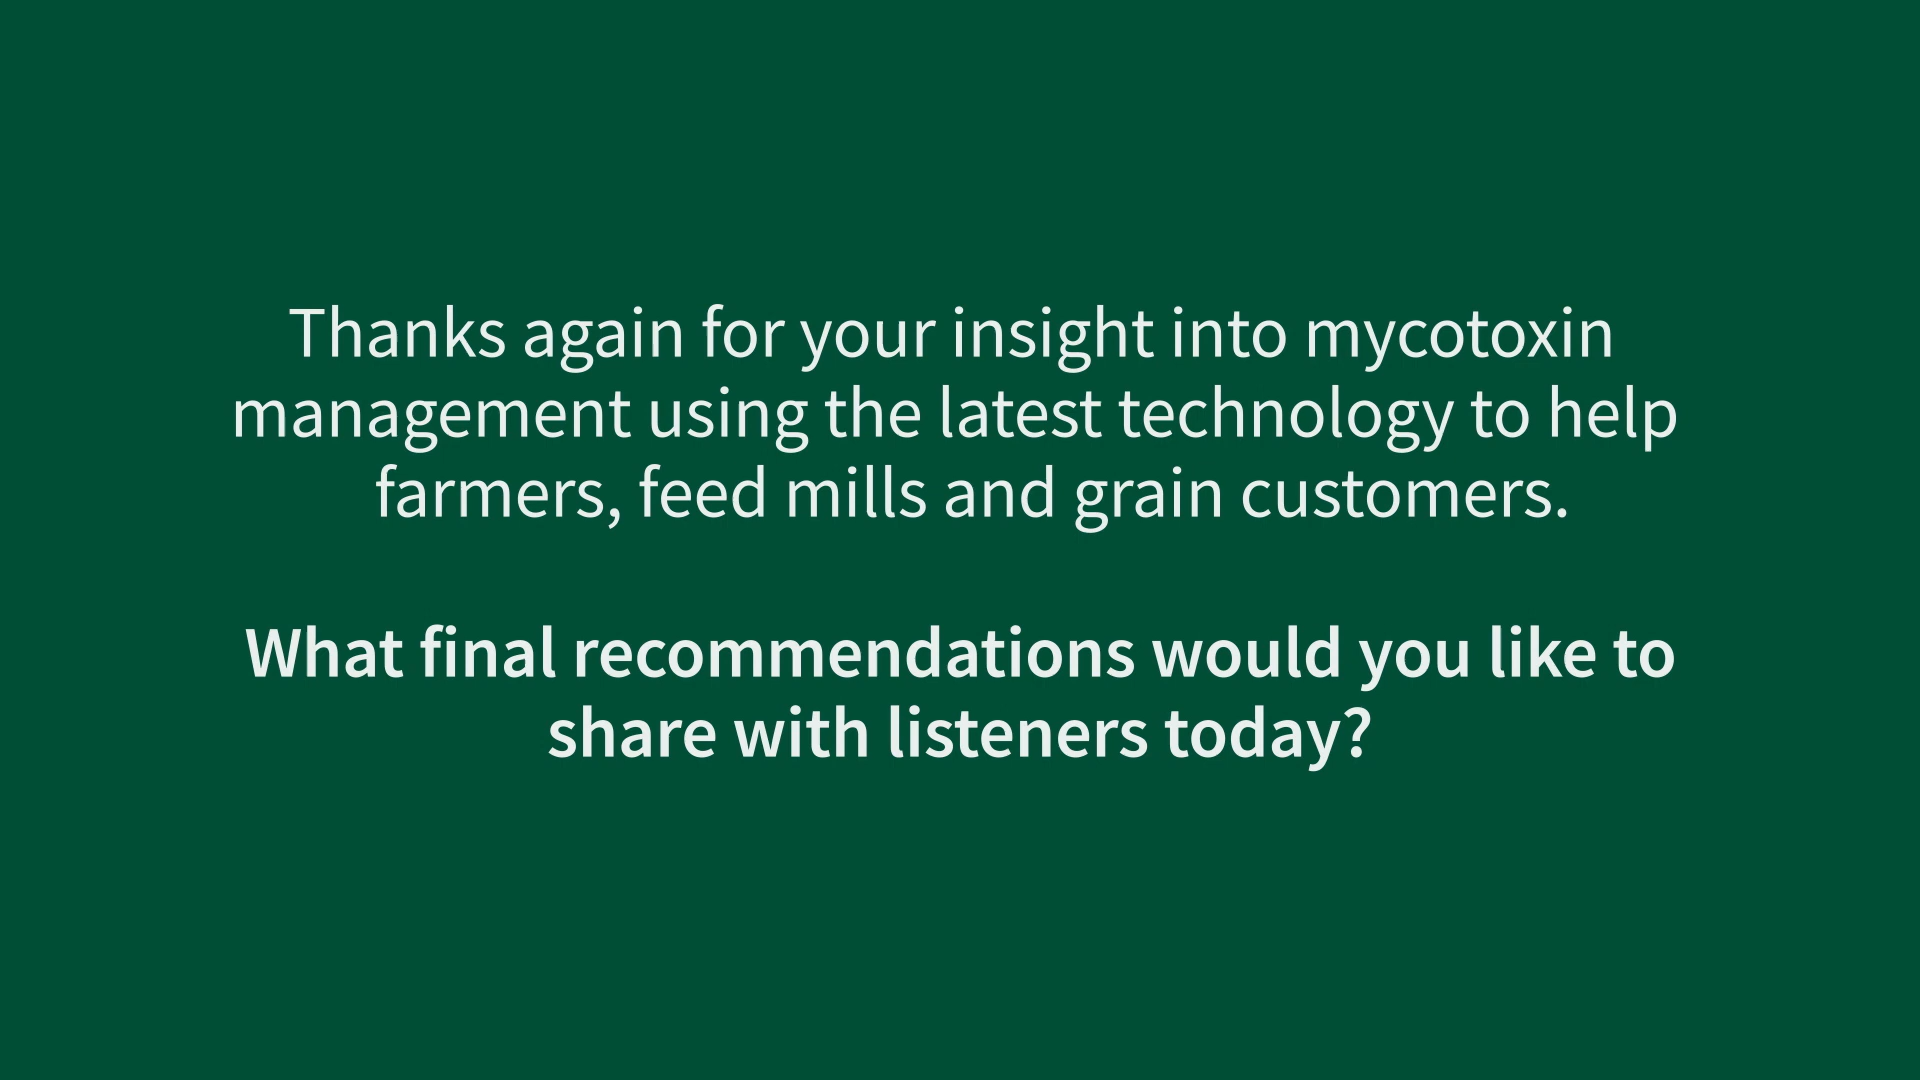 Thanks again for your insight into mycotoxin
management using the latest technology to help
farmers, feed mills and grain customers.
What final recommendations would you like to
share with listeners today?